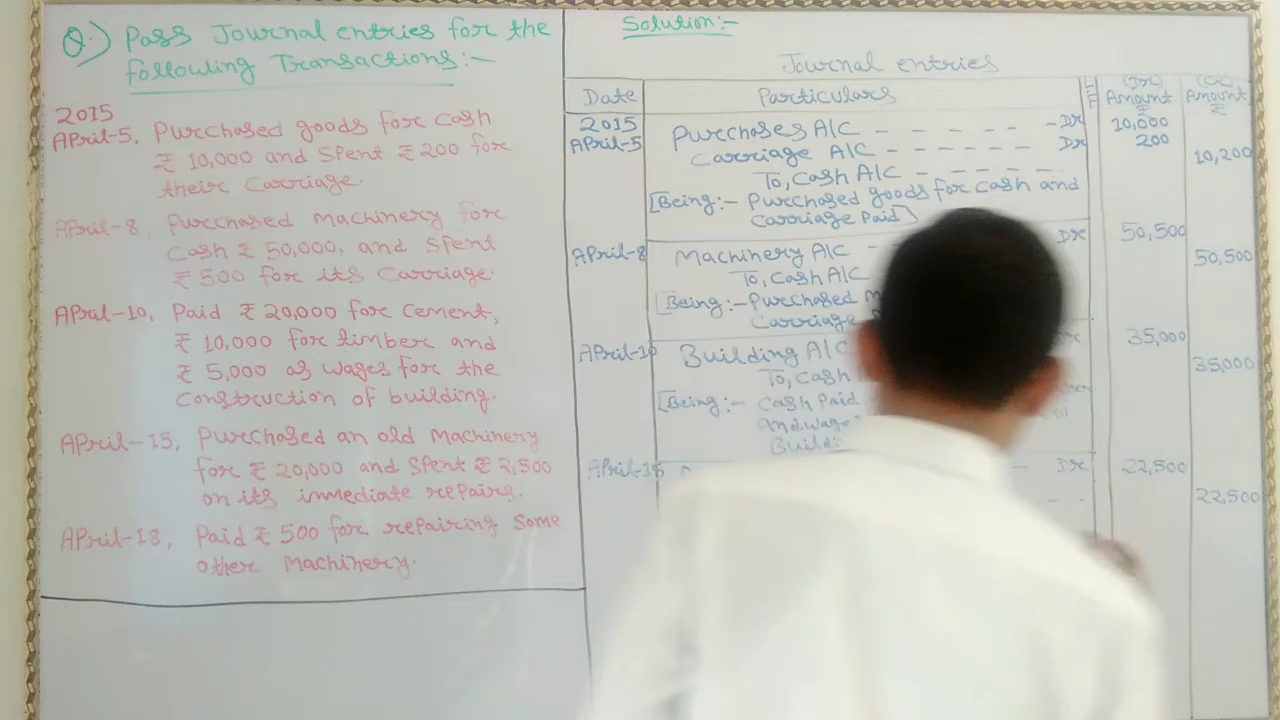 Q.) Pass Journal entries for the
following Transactions:-
2015
April-5, Purchased goods for cash
₹ 10,000 and Spent ₹ 200 for
their Carriage.
April-8, Purchased Machinery for
Cash ₹ 50,000, and Spent
₹ 500 for its Carriage.
April-10, Paid ₹ 20,000 for Cement,
₹ 10,000 for timber and
₹ 5,000 as wages for the
Construction of building.
April-15, Purchased an old Machinery
for ₹ 20,000 and Spent ₹ 2,500
on its immediate repairs.
April-18, Paid ₹ 500 for repairing Some
other Machinery.
Solution:-
Journal entries
Date Particulars LF (Dr.) Amount ₹ (Cr.) Amount ₹
2015
April-5 Purchases A/C - - - - - - Dr 10,000
Carriage A/C - - - - - - Dr 200
To, Cash A/C - - - - - 10,200
[Being:- Purchased goods for Cash and
Carriage Paid]
April-8 Machinery A/C - Dr 50,500
To, Cash A/C 50,500
[Being:- Purchased
Carriage
April-10 Building A/C Dr 35,000
To, Cash 35,000
[Being:- Cash Paid
and wage
Build
April-15 - Dr 22,500
- - 22,500